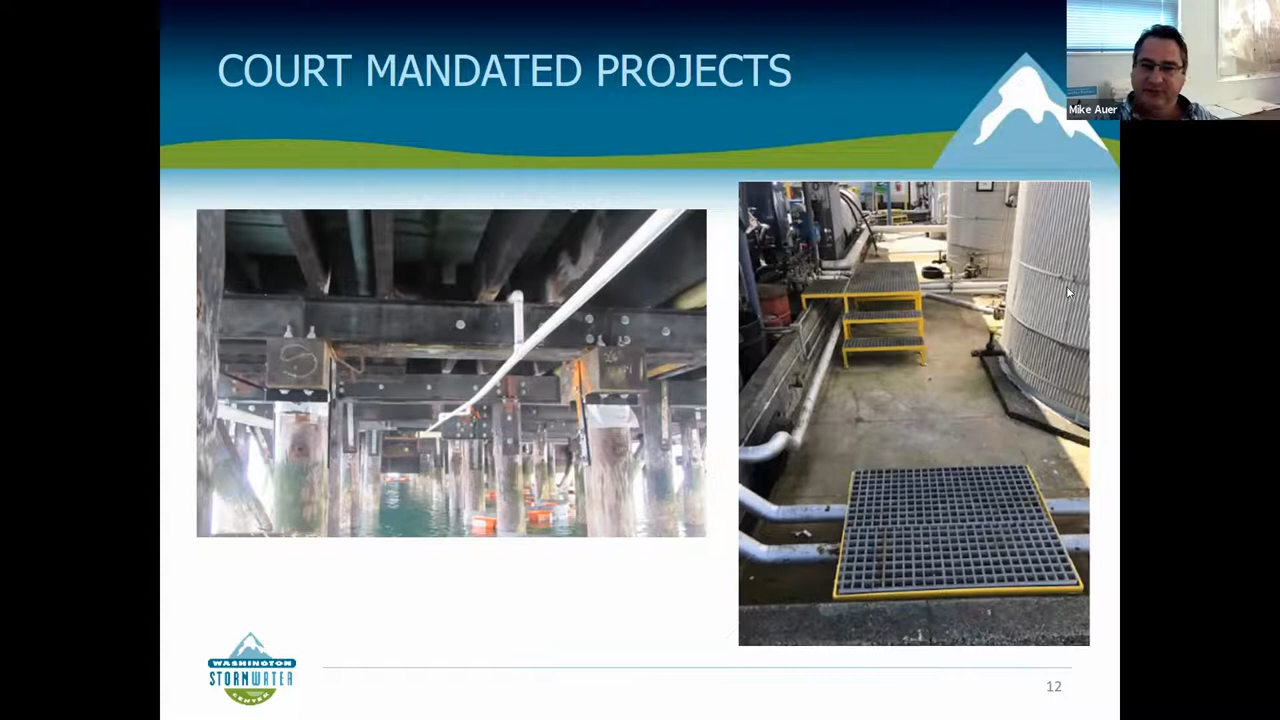 COURT MANDATED PROJECTS
Mike Auer
WASHINGTON
STORMWATER
CENTER
12